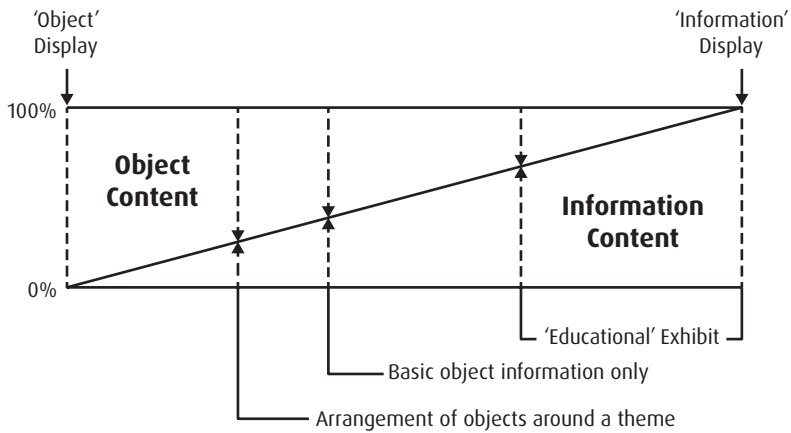 ‘Object’
Display
‘Information’
Display
100%
Object
Content
Information
Content
0%
‘Educational’ Exhibit
Basic object information only
Arrangement of objects around a theme